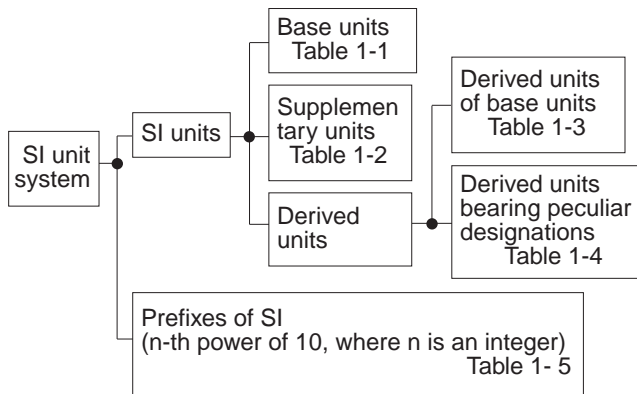 SI unit
system
SI units
Base units
Table 1-1
Supplemen
tary units
Table 1-2
Derived
units
Derived units
of base units
Table 1-3
Derived units
bearing peculiar
designations
Table 1-4
Prefixes of SI
(n-th power of 10, where n is an integer)
Table 1- 5